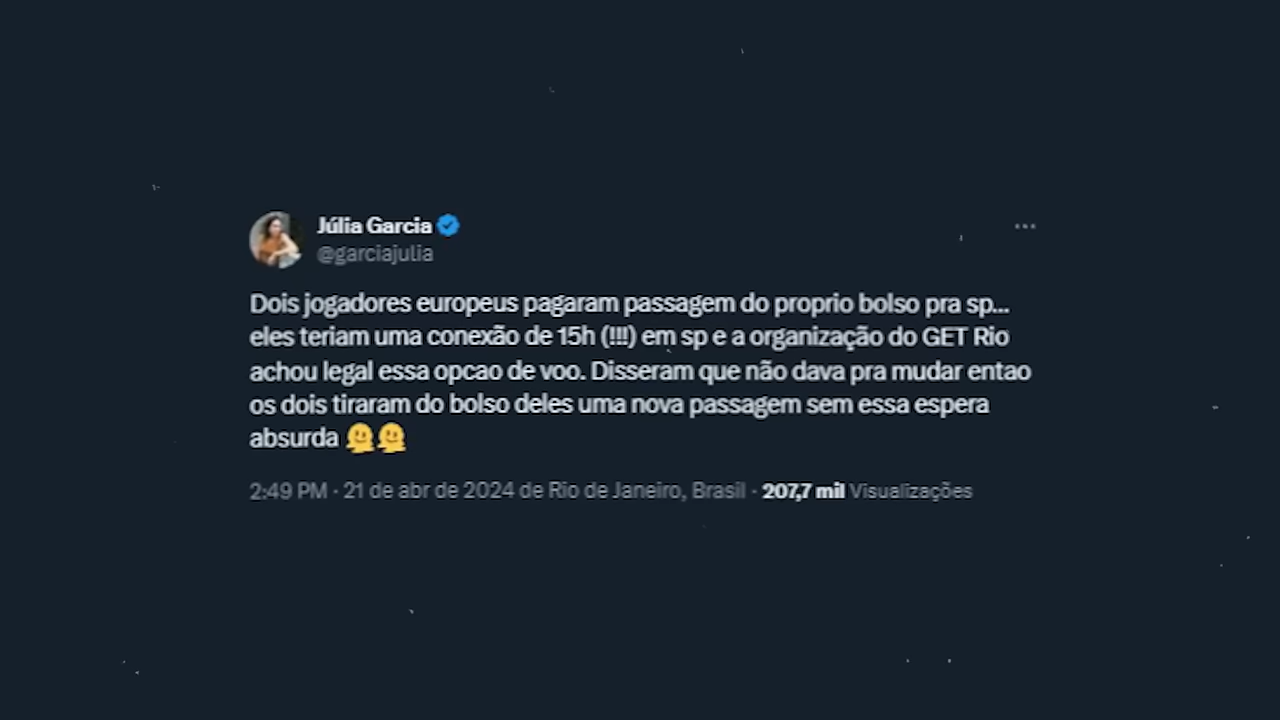 Júlia Garcia
@garciajulia
Dois jogadores europeus pagaram passagem do proprio bolso pra sp...
eles teriam uma conexão de 15h (!!!) em sp e a organização do GET Rio
achou legal essa opcao de voo. Disseram que não dava pra mudar entao
os dois tiraram do bolso deles uma nova passagem sem essa espera
absurda 🫠🫠
2:49 PM · 21 de abr de 2024 de Rio de Janeiro, Brasil · 207,7 mil Visualizações